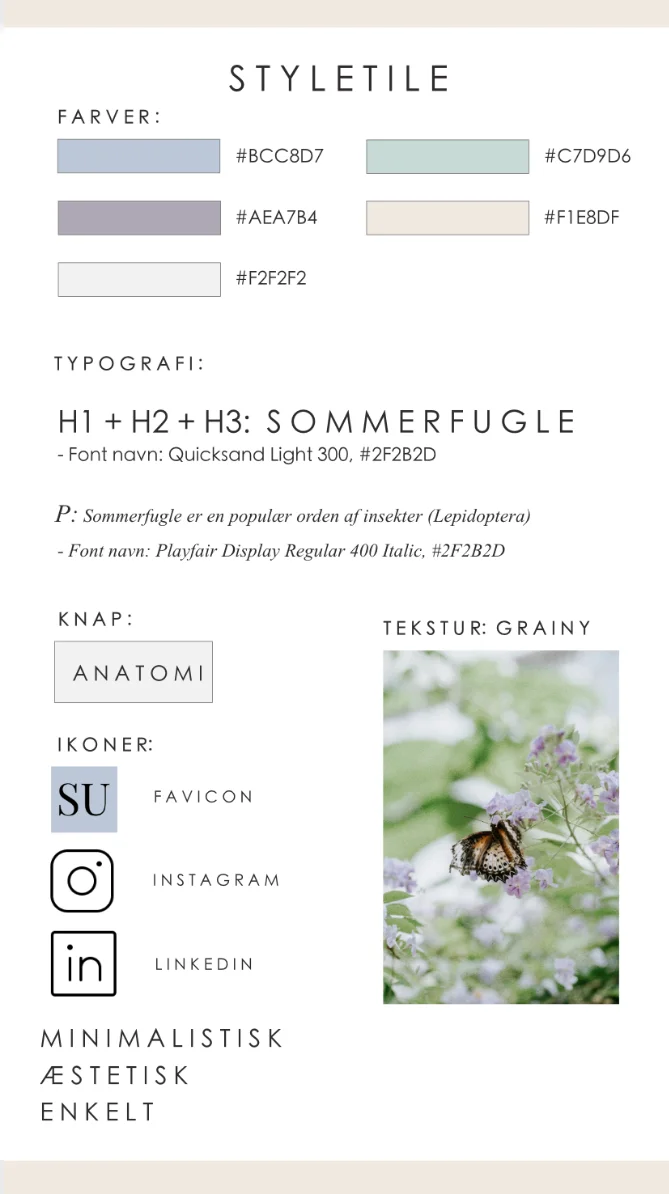 STYLETILE
FARVER:
#BCC8D7 #C7D9D6
#AEA7B4 #F1E8DF
#F2F2F2
TYPOGRAFI:
H1 + H2 + H3: SOMMERFUGLE
- Font navn: Quicksand Light 300, #2F2B2D
P: Sommerfugle er en populær orden af insekter (Lepidoptera)
- Font navn: Playfair Display Regular 400 Italic, #2F2B2D
KNAP:
ANATOMI
IKONER:
SU FAVICON
INSTAGRAM
in LINKEDIN
TEKSTUR: GRAINY
MINIMALISTISK
ÆSTETISK
ENKELT